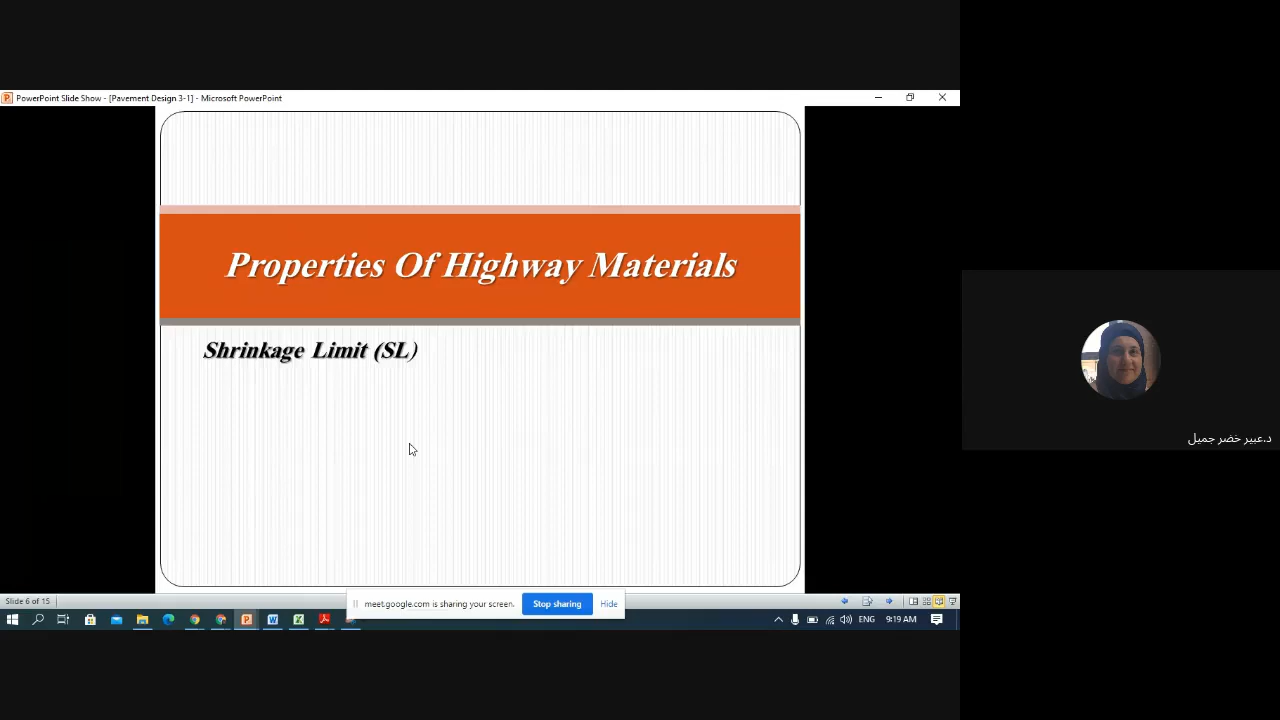 PowerPoint Slide Show - [Pavement Design 3-1] - Microsoft PowerPoint
Properties Of Highway Materials
Shrinkage Limit (SL)
د.عبير خضر جميل
Slide 6 of 15
meet.google.com is sharing your screen.
Stop sharing
Hide
ENG
9:19 AM